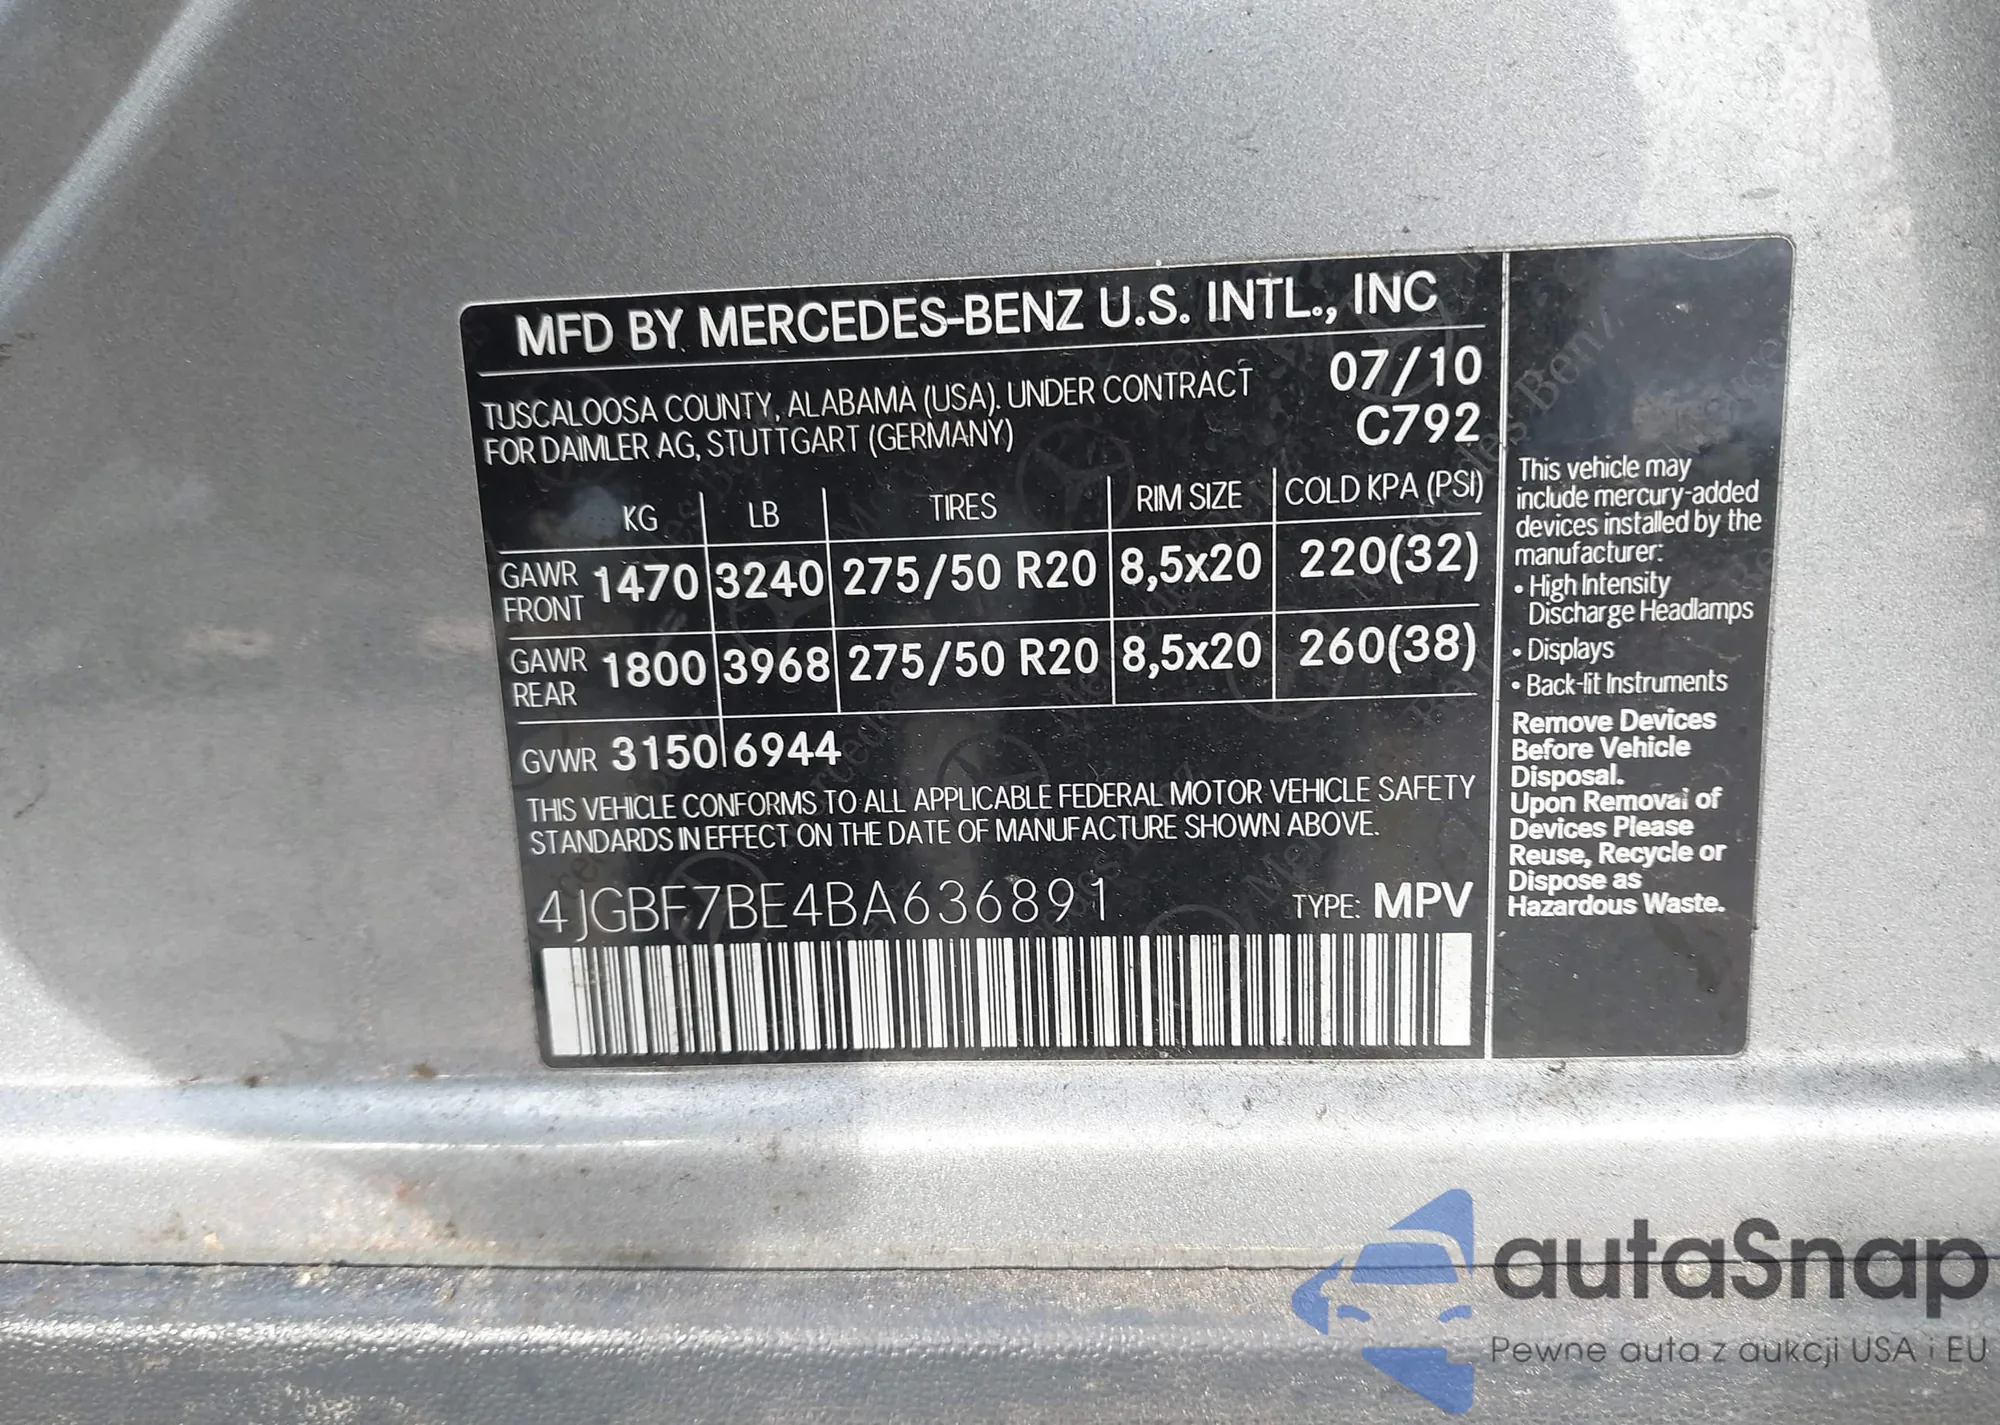 MFD BY MERCEDES-BENZ U.S. INTL., INC
07/10
TUSCALOOSA COUNTY, ALABAMA (USA). UNDER CONTRACT
FOR DAIMLER AG, STUTTGART (GERMANY)
C792
KG LB TIRES RIM SIZE COLD KPA (PSI)
GAWR FRONT 1470 3240 275/50 R20 8,5x20 220(32)
GAWR REAR 1800 3968 275/50 R20 8,5x20 260(38)
GVWR 3150 6944
THIS VEHICLE CONFORMS TO ALL APPLICABLE FEDERAL MOTOR VEHICLE SAFETY
STANDARDS IN EFFECT ON THE DATE OF MANUFACTURE SHOWN ABOVE.
4JGBF7BE4BA636891 TYPE: MPV
This vehicle may
include mercury-added
devices installed by the
manufacturer:
• High Intensity
Discharge Headlamps
• Displays
• Back-lit Instruments
Remove Devices
Before Vehicle
Disposal.
Upon Removal of
Devices Please
Reuse, Recycle or
Dispose as
Hazardous Waste.
autaSnap
Pewne auta z aukcji USA i EU